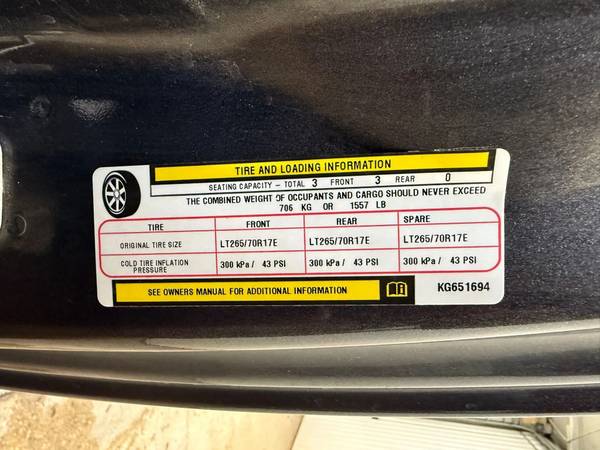 TIRE AND LOADING INFORMATION
SEATING CAPACITY - TOTAL 3 FRONT 3 REAR 0
THE COMBINED WEIGHT OF OCCUPANTS AND CARGO SHOULD NEVER EXCEED
706 KG OR 1557 LB
TIRE FRONT REAR SPARE
ORIGINAL TIRE SIZE LT265/70R17E LT265/70R17E LT265/70R17E
COLD TIRE INFLATION PRESSURE 300 kPa / 43 PSI 300 kPa / 43 PSI 300 kPa / 43 PSI
SEE OWNERS MANUAL FOR ADDITIONAL INFORMATION KG651694